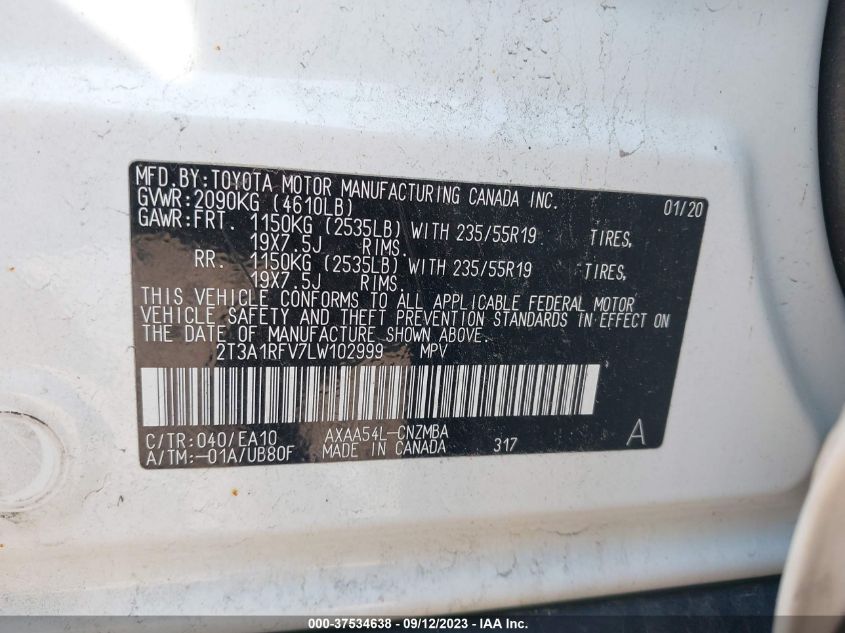 MFD.BY:TOYOTA MOTOR MANUFACTURING CANADA INC. 01/20
GVWR:2090KG (4610LB)
GAWR:FRT. 1150KG (2535LB) WITH 235/55R19 TIRES,
19X7.5J RIMS.
RR. 1150KG (2535LB) WITH 235/55R19 TIRES,
19X7.5J RIMS.
THIS VEHICLE CONFORMS TO ALL APPLICABLE FEDERAL MOTOR
VEHICLE SAFETY AND THEFT PREVENTION STANDARDS IN EFFECT ON
THE DATE OF MANUFACTURE SHOWN ABOVE.
2T3A1RFV7LW102999 MPV
C/TR:040/EA10 AXAA54L-CNZMBA
A/TM:-01A/UB80F MADE IN CANADA 317 A
000-37534638 - 09/12/2023 - IAA Inc.